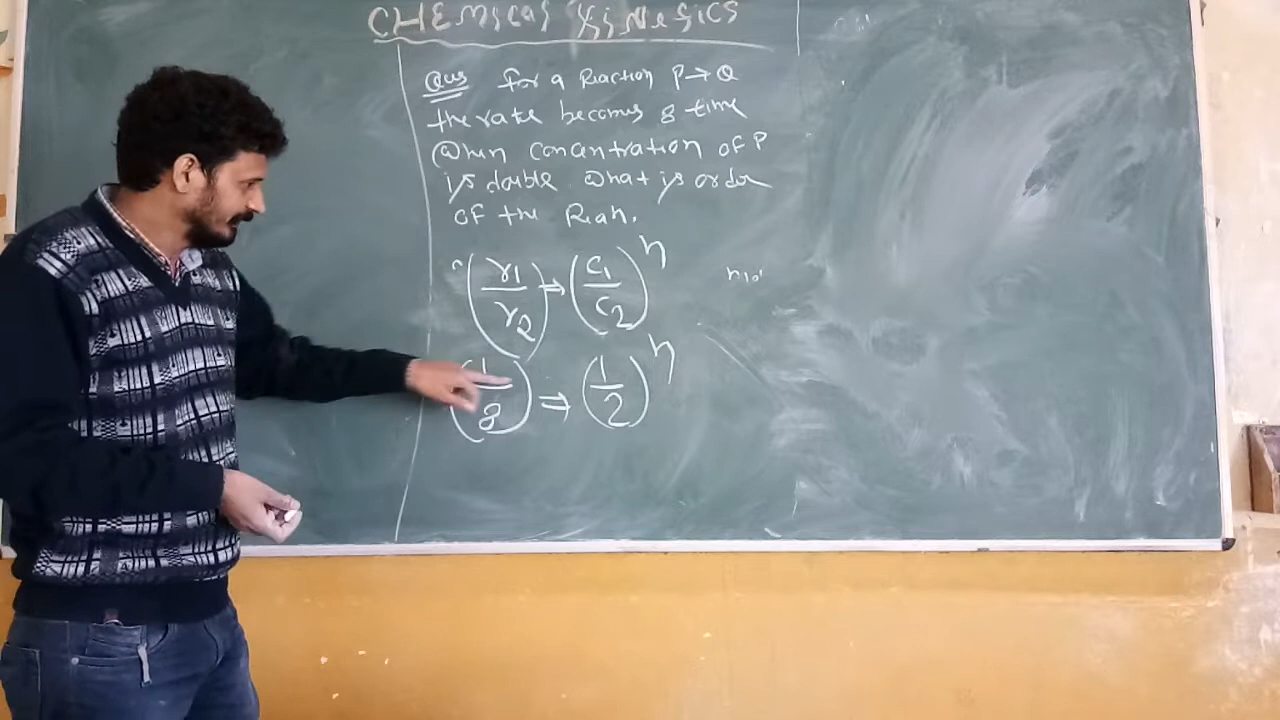 CHEMICAL KINETICS
Ques for a Reaction P→Q
the rate becomes 8 time
When Concentration of P
is double What is order
of the Reah.
(r1/r2) ⇒ (C1/C2)^n
(1/8) ⇒ (1/2)^n